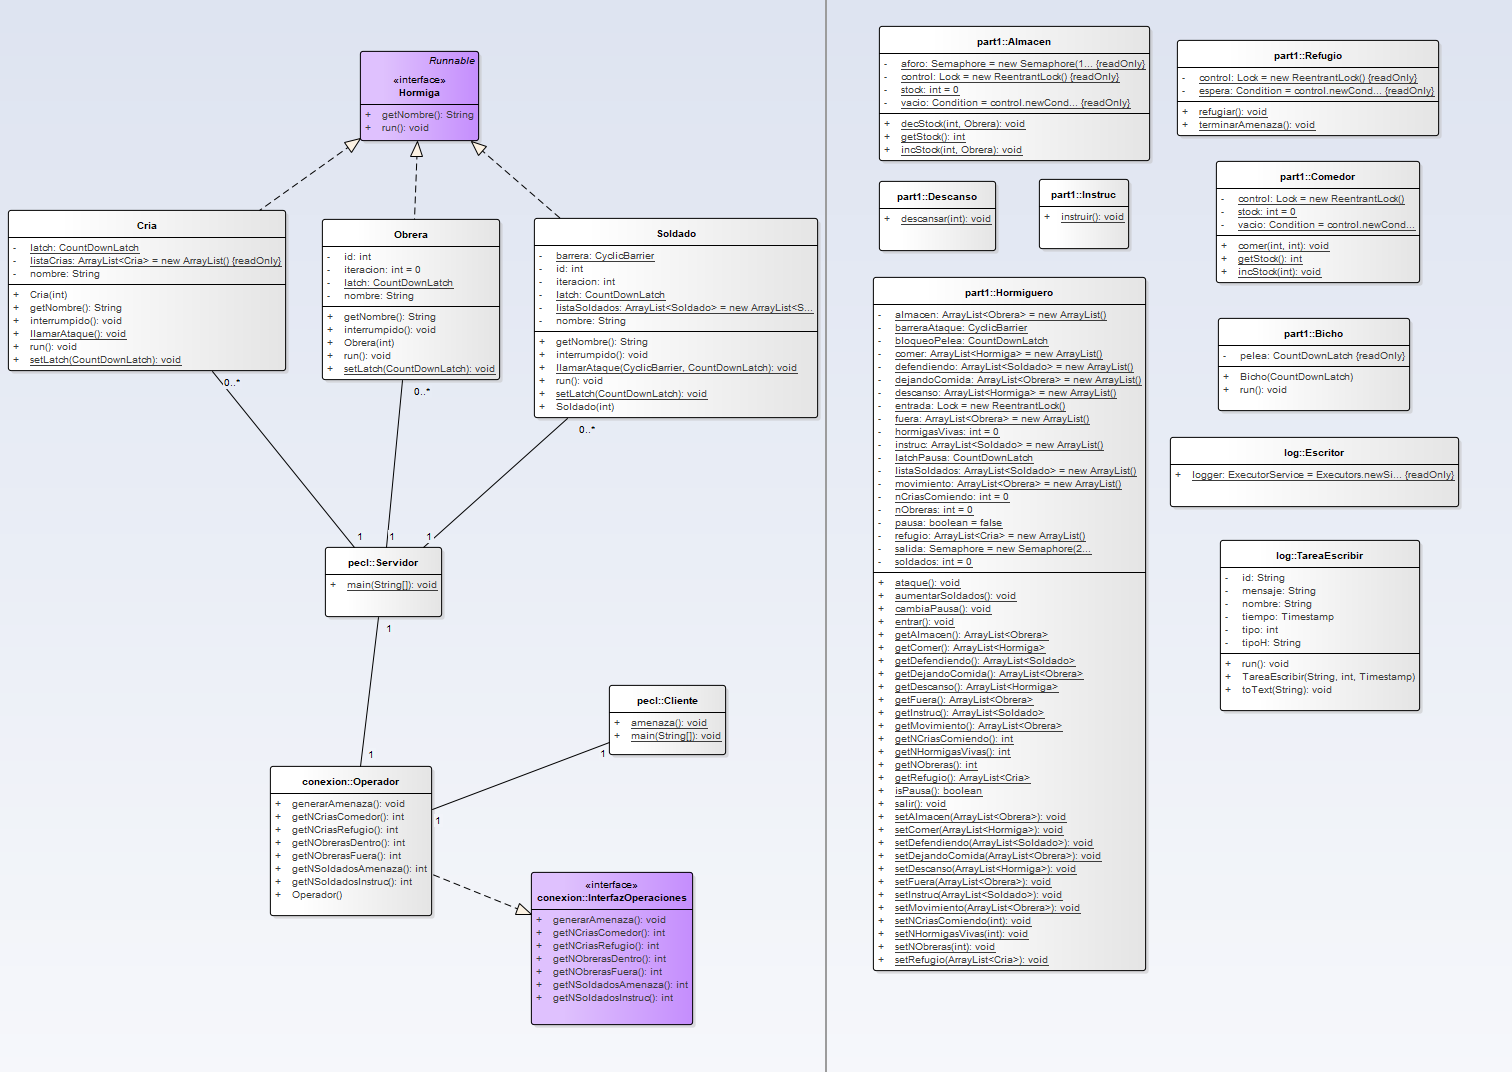 Runnable
«interface»
Hormiga
+ getNombre(): String
+ run(): void
Cria
- latch: CountDownLatch
- listaCrias: ArrayList<Cria> = new ArrayList() {readOnly}
- nombre: String
+ Cria(int)
+ getNombre(): String
+ interrumpido(): void
+ llamarAtaque(): void
+ run(): void
+ setLatch(CountDownLatch): void
Obrera
- id: int
- iteracion: int = 0
- latch: CountDownLatch
- nombre: String
+ getNombre(): String
+ interrumpido(): void
+ Obrera(int)
+ run(): void
+ setLatch(CountDownLatch): void
Soldado
- barrera: CyclicBarrier
- id: int
- iteracion: int
- latch: CountDownLatch
- listaSoldados: ArrayList<Soldado> = new ArrayList<S...
- nombre: String
+ getNombre(): String
+ interrumpido(): void
+ llamarAtaque(CyclicBarrier, CountDownLatch): void
+ run(): void
+ setLatch(CountDownLatch): void
+ Soldado(int)
0..*
0..*
0..*
1
1
1
pecl::Servidor
+ main(String[]): void
1
pecl::Cliente
+ amenaza(): void
+ main(String[]): void
1
1
conexion::Operador
+ generarAmenaza(): void
+ getNCriasComedor(): int
+ getNCriasRefugio(): int
+ getNObrerasDentro(): int
+ getNObrerasFuera(): int
+ getNSoldadosAmenaza(): int
+ getNSoldadosInstruc(): int
+ Operador()
1
«interface»
conexion::InterfazOperaciones
+ generarAmenaza(): void
+ getNCriasComedor(): int
+ getNCriasRefugio(): int
+ getNObrerasDentro(): int
+ getNObrerasFuera(): int
+ getNSoldadosAmenaza(): int
+ getNSoldadosInstruc(): int
part1::Almacen
- aforo: Semaphore = new Semaphore(1... {readOnly}
- control: Lock = new ReentrantLock() {readOnly}
- stock: int = 0
- vacio: Condition = control.newCond... {readOnly}
+ decStock(int, Obrera): void
+ getStock(): int
+ incStock(int, Obrera): void
part1::Refugio
- control: Lock = new ReentrantLock() {readOnly}
- espera: Condition = control.newCond... {readOnly}
+ refugiar(): void
+ terminarAmenaza(): void
part1::Descanso
+ descansar(int): void
part1::Instruc
+ instruir(): void
part1::Comedor
- control: Lock = new ReentrantLock()
- stock: int = 0
- vacio: Condition = control.newCond...
+ comer(int, int): void
+ getStock(): int
+ incStock(int): void
part1::Hormiguero
- almacen: ArrayList<Obrera> = new ArrayList()
- barreraAtaque: CyclicBarrier
- bloqueoPelea: CountDownLatch
- comer: ArrayList<Hormiga> = new ArrayList()
- defendiendo: ArrayList<Soldado> = new ArrayList()
- dejandoComida: ArrayList<Obrera> = new ArrayList()
- descanso: ArrayList<Hormiga> = new ArrayList()
- entrada: Lock = new ReentrantLock()
- fuera: ArrayList<Obrera> = new ArrayList()
- hormigasVivas: int = 0
- instruc: ArrayList<Soldado> = new ArrayList()
- latchPausa: CountDownLatch
- listaSoldados: ArrayList<Soldado> = new ArrayList()
- movimiento: ArrayList<Obrera> = new ArrayList()
- nCriasComiendo: int = 0
- nObreras: int = 0
- pausa: boolean = false
- refugio: ArrayList<Cria> = new ArrayList()
- salida: Semaphore = new Semaphore(2...
- soldados: int = 0
+ ataque(): void
+ aumentarSoldados(): void
+ cambiaPausa(): void
+ entrar(): void
+ getAlmacen(): ArrayList<Obrera>
+ getComer(): ArrayList<Hormiga>
+ getDefendiendo(): ArrayList<Soldado>
+ getDejandoComida(): ArrayList<Obrera>
+ getDescanso(): ArrayList<Hormiga>
+ getFuera(): ArrayList<Obrera>
+ getInstruc(): ArrayList<Soldado>
+ getMovimiento(): ArrayList<Obrera>
+ getNCriasComiendo(): int
+ getNHormigasVivas(): int
+ getNObreras(): int
+ getRefugio(): ArrayList<Cria>
+ isPausa(): boolean
+ salir(): void
+ setAlmacen(ArrayList<Obrera>): void
+ setComer(ArrayList<Hormiga>): void
+ setDefendiendo(ArrayList<Soldado>): void
+ setDejandoComida(ArrayList<Obrera>): void
+ setDescanso(ArrayList<Hormiga>): void
+ setFuera(ArrayList<Obrera>): void
+ setInstruc(ArrayList<Soldado>): void
+ setMovimiento(ArrayList<Obrera>): void
+ setNCriasComiendo(int): void
+ setNHormigasVivas(int): void
+ setNObreras(int): void
+ setRefugio(ArrayList<Cria>): void
part1::Bicho
- pelea: CountDownLatch {readOnly}
+ Bicho(CountDownLatch)
+ run(): void
log::Escritor
+ logger: ExecutorService = Executors.newSi... {readOnly}
log::TareaEscribir
- id: String
- mensaje: String
- nombre: String
- tiempo: Timestamp
- tipo: int
- tipoH: String
+ run(): void
+ TareaEscribir(String, int, Timestamp)
+ toText(String): void